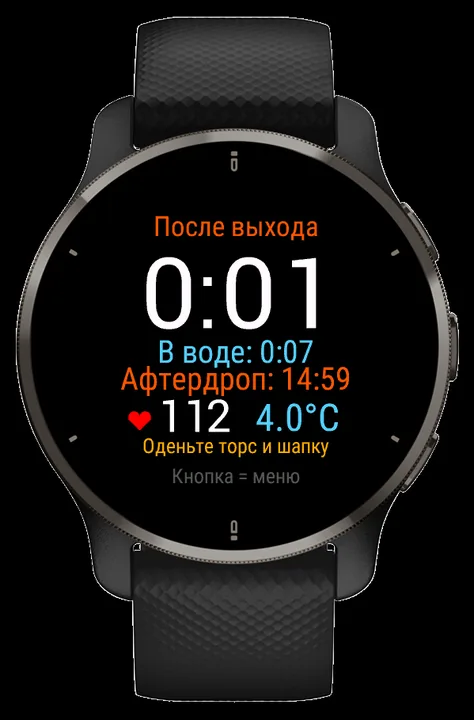 После выхода
0:01
В воде: 0:07
Афтердроп: 14:59
112 4.0°C
Оденьте торс и шапку
Кнопка = меню